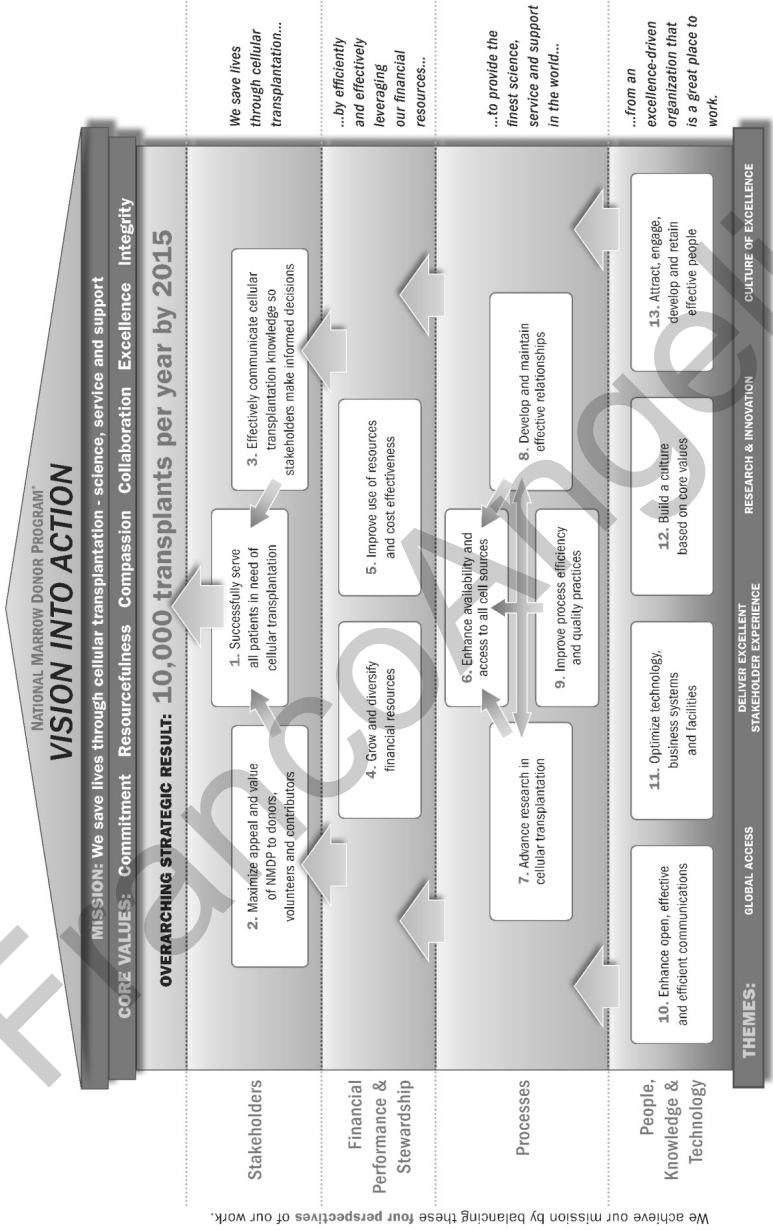 NATIONAL MARROW DONOR PROGRAM®
VISION INTO ACTION
MISSION: We save lives through cellular transplantation - science, service and support
CORE VALUES: Commitment Resourcefulness Compassion Collaboration Excellence Integrity
OVERARCHING STRATEGIC RESULT: 10,000 transplants per year by 2015
Stakeholders
2. Maximize appeal and value
of NMDP to donors,
volunteers and contributors
1. Successfully serve
all patients in need of
cellular transplantation
3. Effectively communicate cellular
transplantation knowledge so
stakeholders make informed decisions
We save lives
through cellular
transplantation...
Financial
Performance &
Stewardship
4. Grow and diversify
financial resources
5. Improve use of resources
and cost effectiveness
...by efficiently
and effectively
leveraging
our financial
resources...
Processes
7. Advance research in
cellular transplantation
6. Enhance availability and
access to all cell sources
9. Improve process efficiency
and quality practices
8. Develop and maintain
effective relationships
...to provide the
finest science,
service and support
in the world...
People,
Knowledge &
Technology
10. Enhance open, effective
and efficient communications
11. Optimize technology,
business systems
and facilities
12. Build a culture
based on core values
13. Attract, engage,
develop and retain
effective people
...from an
excellence-driven
organization that
is a great place to
work.
THEMES:
GLOBAL ACCESS
DELIVER EXCELLENT
STAKEHOLDER EXPERIENCE
RESEARCH & INNOVATION
CULTURE OF EXCELLENCE
We achieve our mission by balancing these four perspectives of our work.
FrancoAngeli